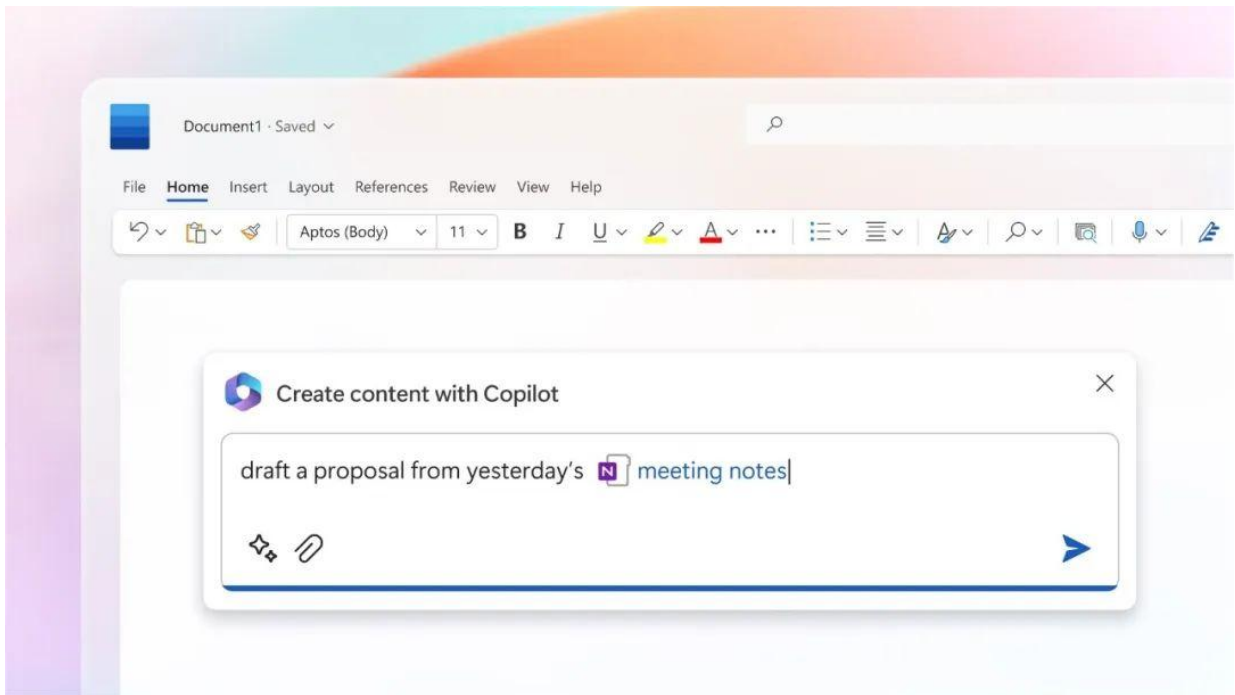 Document1 · Saved
File Home Insert Layout References Review View Help
Aptos (Body) 11 B I U A
Create content with Copilot
draft a proposal from yesterday's N meeting notes